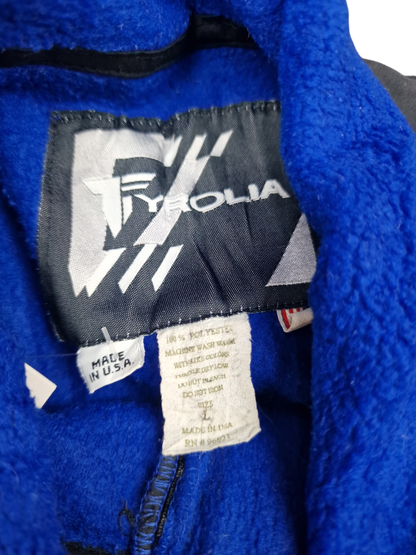 TYROLIA
MADE
IN U.S.A.
100% POLYESTER
MACHINE WASH WARM
WITH LIKE COLORS
TUMBLE DRY LOW
DO NOT BLEACH
DO NOT IRON
SIZE
L
MADE IN USA
RN #